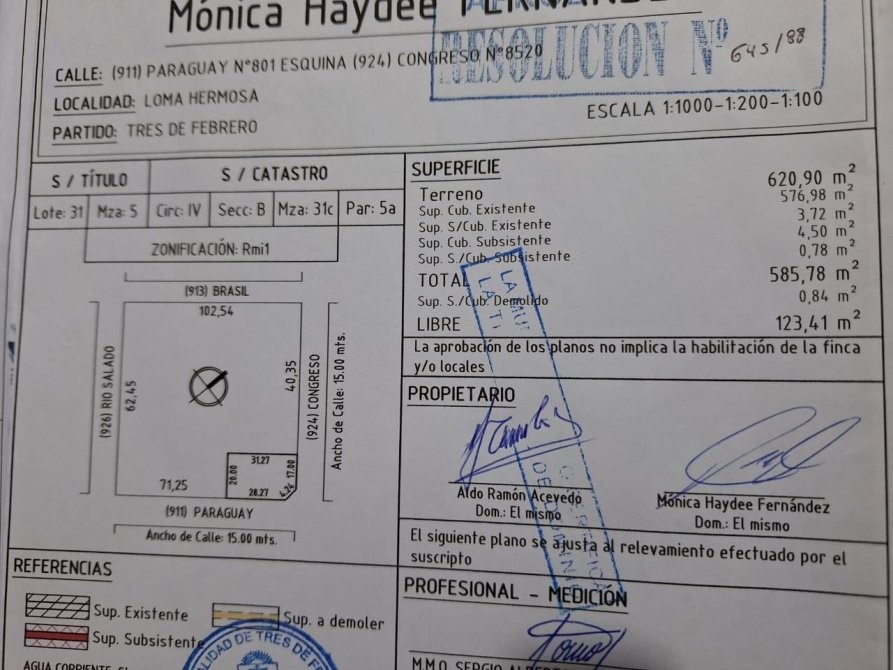 Mónica Haydee
RESOLUCION Nº 645/88
CALLE: (911) PARAGUAY N°801 ESQUINA (924) CONGRESO N°8520
LOCALIDAD: LOMA HERMOSA
PARTIDO: TRES DE FEBRERO
ESCALA 1:1000-1:200-1:100
S / TÍTULO
S / CATASTRO
Lote: 31 Mza: 5 Circ: IV Secc: B Mza: 31c Par: 5a
ZONIFICACIÓN: Rmi1
(913) BRASIL
102,54
(926) RIO SALADO
62,45
40,35
(924) CONGRESO
Ancho de Calle: 15.00 mts.
31.27
20.00
17.00
28.27
4.24
71,25
(911) PARAGUAY
Ancho de Calle: 15.00 mts.
REFERENCIAS
Sup. Existente
Sup. a demoler
Sup. Subsistente
SUPERFICIE
Terreno 620,90 m²
Sup. Cub. Existente 576,98 m²
Sup. S/Cub. Existente 3,72 m²
Sup. Cub. Subsistente 4,50 m²
Sup. S./Cub. Subsistente 0,78 m²
TOTAL 585,78 m²
Sup. S./Cub. Demolido 0,84 m²
LIBRE 123,41 m²
La aprobación de los planos no implica la habilitación de la finca
y/o locales
PROPIETARIO
Aldo Ramón Acevedo
Dom.: El mismo
Mónica Haydee Fernández
Dom.: El mismo
El siguiente plano se ajusta al relevamiento efectuado por el
suscripto
PROFESIONAL - MEDICIÓN
M.M.O. SERGIO
DE DOMINIO